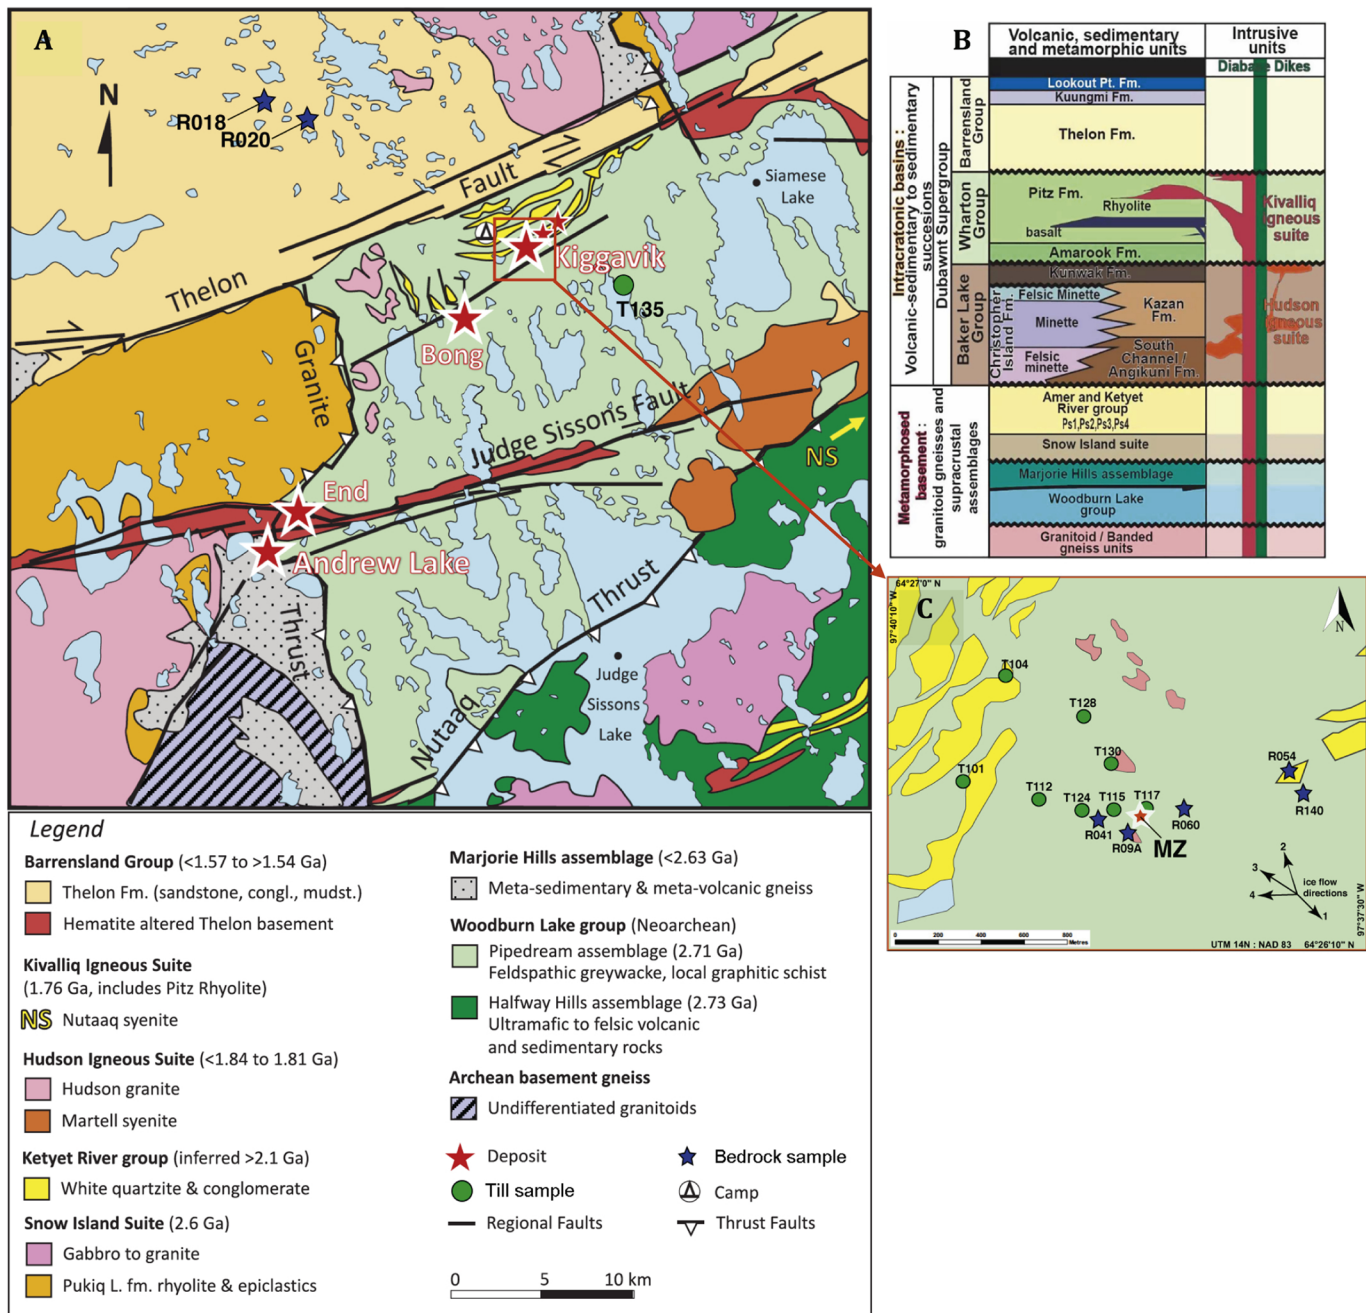 A
N
R018
R020
Fault
Thelon
Siamese
Lake
Kiggavik
T135
Bong
Granite
Judge Sissons Fault
NS
End
Andrew Lake
Thrust
Thrust
Nutaaq
Judge
Sissons
Lake
B
Volcanic, sedimentary
and metamorphic units
Intrusive
units
Diabase Dikes
Intracratonic basins :
Volcanic-sedimentary to sedimentary
succesions
Dubawnt Supergroup
Barrensland
Group
Wharton
Group
Baker Lake
Group
Lookout Pt. Fm.
Kuungmi Fm.
Thelon Fm.
Pitz Fm.
Rhyolite
basalt
Amarook Fm.
Kivalliq
igneous
suite
Kunwak Fm.
Christopher
Island Fm.
Felsic Minette
Minette
Felsic
minette
Kazan
Fm.
South
Channel /
Angikuni Fm.
Hudson
igneous
suite
Metamorphosed
basement :
granitoid gneisses and
supracrustal
assemblages
Amer and Ketyet
River group
Ps1,Ps2,Ps3,Ps4
Snow Island suite
Marjorie Hills assemblage
Woodburn Lake
group
Granitoid / Banded
gneiss units
64°27'0" N
97°40'10" W
C
N
T104
T128
T130
T101
T112
T124
T115
T117
R041
R09A
R060
R054
R140
MZ
2
3
4
1
ice flow
directions
0 200 400 600 800
Metres
97°37'30" W
UTM 14N : NAD 83 64°26'10" N
Legend
Barrensland Group (<1.57 to >1.54 Ga)
Thelon Fm. (sandstone, congl., mudst.)
Hematite altered Thelon basement
Kivalliq Igneous Suite
(1.76 Ga, includes Pitz Rhyolite)
NS Nutaaq syenite
Hudson Igneous Suite (<1.84 to 1.81 Ga)
Hudson granite
Martell syenite
Ketyet River group (inferred >2.1 Ga)
White quartzite & conglomerate
Snow Island Suite (2.6 Ga)
Gabbro to granite
Pukiq L. fm. rhyolite & epiclastics
Marjorie Hills assemblage (<2.63 Ga)
Meta-sedimentary & meta-volcanic gneiss
Woodburn Lake group (Neoarchean)
Pipedream assemblage (2.71 Ga)
Feldspathic greywacke, local graphitic schist
Halfway Hills assemblage (2.73 Ga)
Ultramafic to felsic volcanic
and sedimentary rocks
Archean basement gneiss
Undifferentiated granitoids
Deposit
Bedrock sample
Till sample
Camp
Regional Faults
Thrust Faults
0 5 10 km